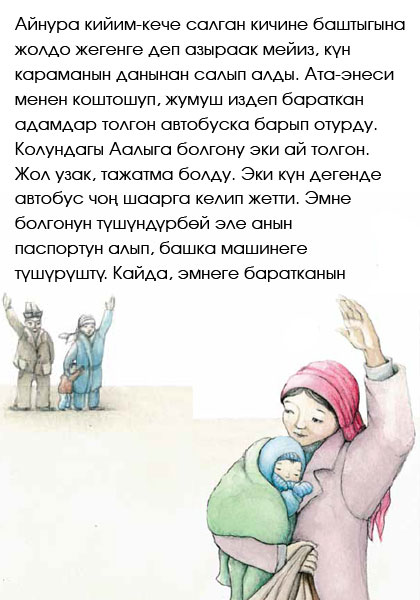 Айнура кийим-кече салган кичине баштыгына
жолдо жегенге деп азыраак мейиз, күн
караманын данынан салып алды. Ата-энеси
менен коштошуп, жумуш издеп бараткан
адамдар толгон автобуска барып отурду.
Колундагы Аалыга болгону эки ай толгон.
Жол узак, тажатма болду. Эки күн дегенде
автобус чоң шаарга келип жетти. Эмне
болгонун түшүндүрбөй эле анын
паспортун алып, башка машинеге
түшүрүштү. Кайда, эмнеге баратканын